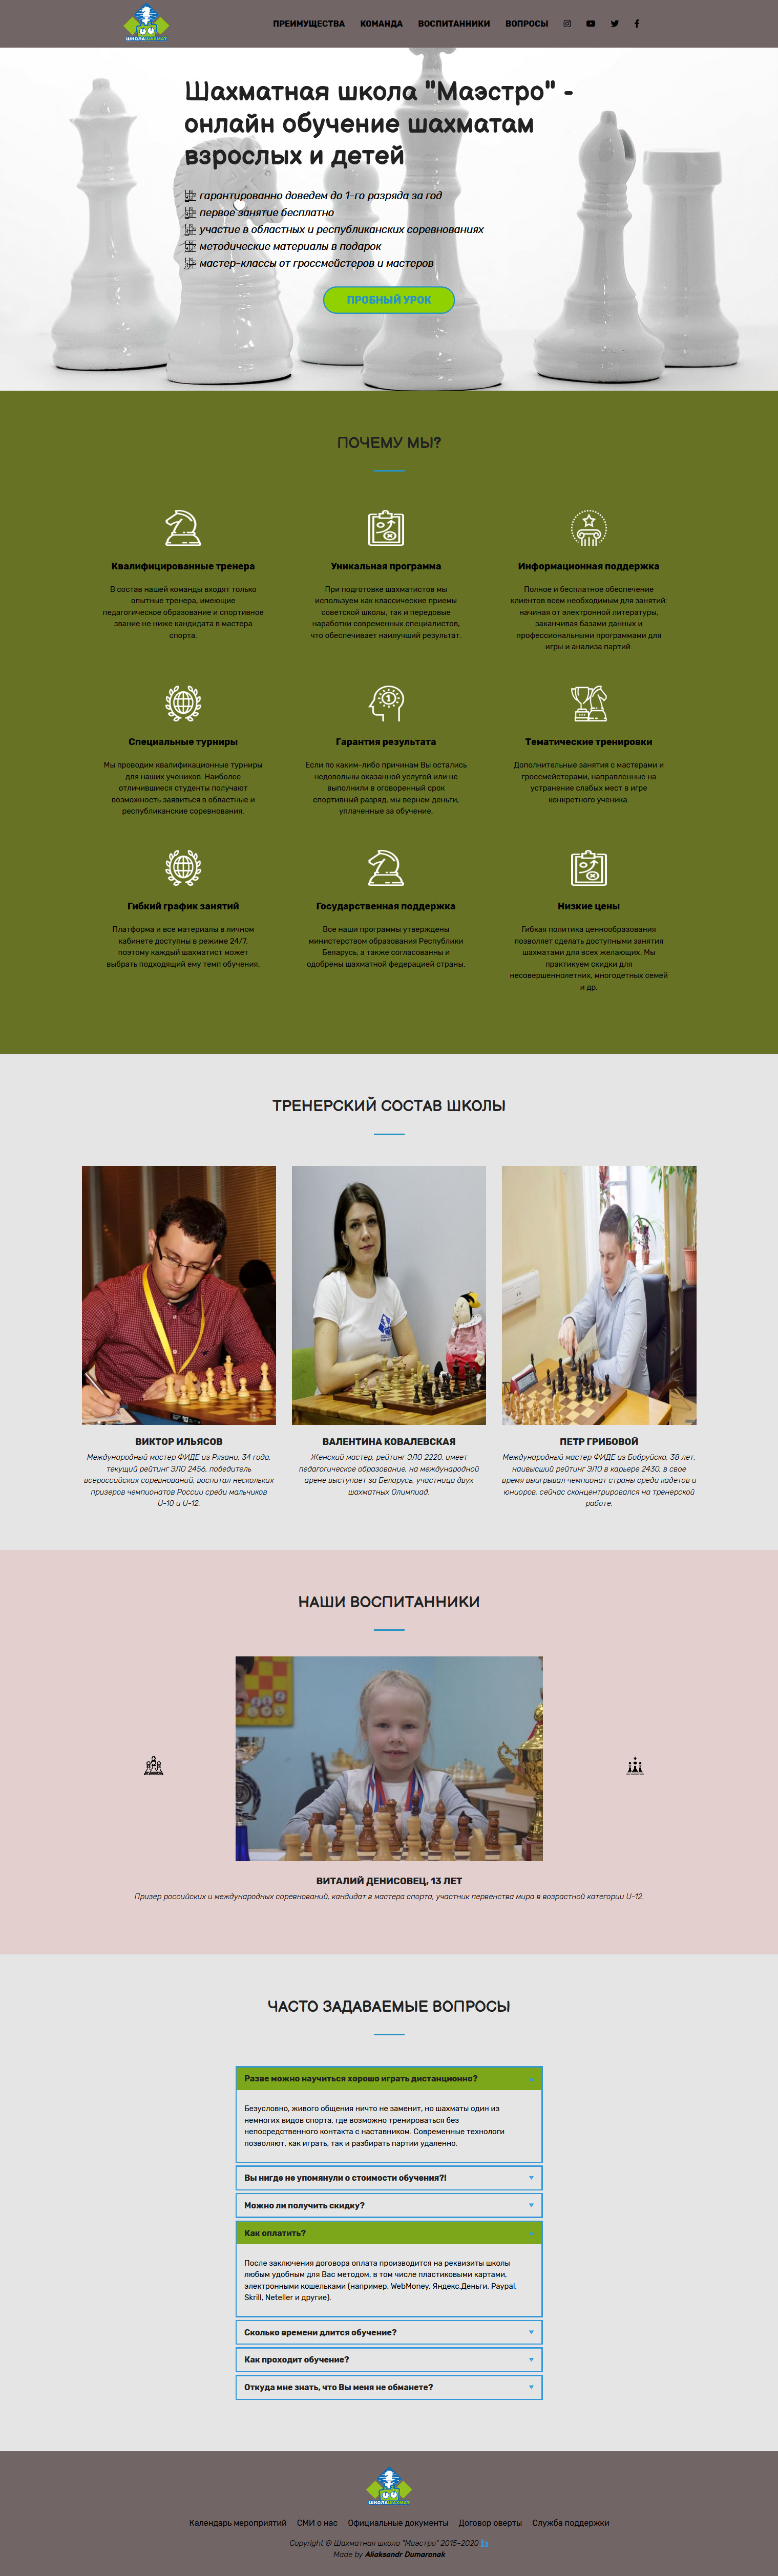 ШКОЛАШАХМАТ
ПРЕИМУЩЕСТВА КОМАНДА ВОСПИТАННИКИ ВОПРОСЫ
Шахматная школа "Маэстро" -
онлайн обучение шахматам
взрослых и детей
гарантированно доведем до 1-го разряда за год
первое занятие бесплатно
участие в областных и республиканских соревнованиях
методические материалы в подарок
мастер-классы от гроссмейстеров и мастеров
ПРОБНЫЙ УРОК
ПОЧЕМУ МЫ?
Квалифицированные тренера
В состав нашей команды входят только
опытные тренера, имеющие
педагогическое образование и спортивное
звание не ниже кандидата в мастера
спорта.
Уникальная программа
При подготовке шахматистов мы
используем как классические приемы
советской школы, так и передовые
наработки современных специалистов,
что обеспечивает наилучший результат.
Информационная поддержка
Полное и бесплатное обеспечение
клиентов всем необходимым для занятий:
начиная от электронной литературы,
заканчивая базами данных и
профессиональными программами для
игры и анализа партий.
Специальные турниры
Мы проводим квалификационные турниры
для наших учеников. Наиболее
отличившиеся студенты получают
возможность заявиться в областные и
республиканские соревнования.
Гарантия результата
Если по каким-либо причинам Вы остались
недовольны оказанной услугой или не
выполнили в оговоренный срок
спортивный разряд, мы вернем деньги,
уплаченные за обучение.
Тематические тренировки
Дополнительные занятия с мастерами и
гроссмейстерами, направленные на
устранение слабых мест в игре
конкретного ученика.
Гибкий график занятий
Платформа и все материалы в личном
кабинете доступны в режиме 24/7,
поэтому каждый шахматист может
выбрать подходящий ему темп обучения.
Государственная поддержка
Все наши программы утверждены
министерством образования Республики
Беларусь, а также согласованны и
одобрены шахматной федерацией страны.
Низкие цены
Гибкая политика ценнообразования
позволяет сделать доступными занятия
шахматами для всех желающих. Мы
практикуем скидки для
несовершеннолетних, многодетных семей
и др.
ТРЕНЕРСКИЙ СОСТАВ ШКОЛЫ
ВИКТОР ИЛЬЯСОВ
Международный мастер ФИДЕ из Рязани, 34 года,
текущий рейтинг ЭЛО 2456, победитель
всероссийских соревнований, воспитал нескольких
призеров чемпионатов России среди мальчиков
U-10 и U-12.
ВАЛЕНТИНА КОВАЛЕВСКАЯ
Женский мастер, рейтинг ЭЛО 2220, имеет
педагогическое образование, на международной
арене выступает за Беларусь, участница двух
шахматных Олимпиад.
ПЕТР ГРИБОВОЙ
Международный мастер ФИДЕ из Бобруйска, 38 лет,
наивысший рейтинг ЭЛО в карьере 2430, в свое
время выигрывал чемпионат страны среди кадетов и
юниоров, сейчас сконцентрировался на тренерской
работе.
НАШИ ВОСПИТАННИКИ
ВИТАЛИЙ ДЕНИСОВЕЦ, 13 ЛЕТ
Призер российских и международных соревнований, кандидат в мастера спорта, участник первенства мира в возрастной категории U-12.
ЧАСТО ЗАДАВАЕМЫЕ ВОПРОСЫ
Разве можно научиться хорошо играть дистанционно?
Безусловно, живого общения ничто не заменит, но шахматы один из
немногих видов спорта, где возможно тренироваться без
непосредственного контакта с наставником. Современные технологи
позволяют, как играть, так и разбирать партии удаленно.
Вы нигде не упомянули о стоимости обучения?!
Можно ли получить скидку?
Как оплатить?
После заключения договора оплата производится на реквизиты школы
любым удобным для Вас методом, в том числе пластиковыми картами,
электронными кошельками (например, WebMoney, Яндекс.Деньги, Paypal,
Skrill, Neteller и другие).
Сколько времени длится обучение?
Как проходит обучение?
Откуда мне знать, что Вы меня не обманете?
ШКОЛАШАХМАТ
Календарь мероприятий СМИ о нас Официальные документы Договор оверты Служба поддержки
Copyright © Шахматная школа "Маэстро" 2015-2020
Made by Aliaksandr Dumaronak